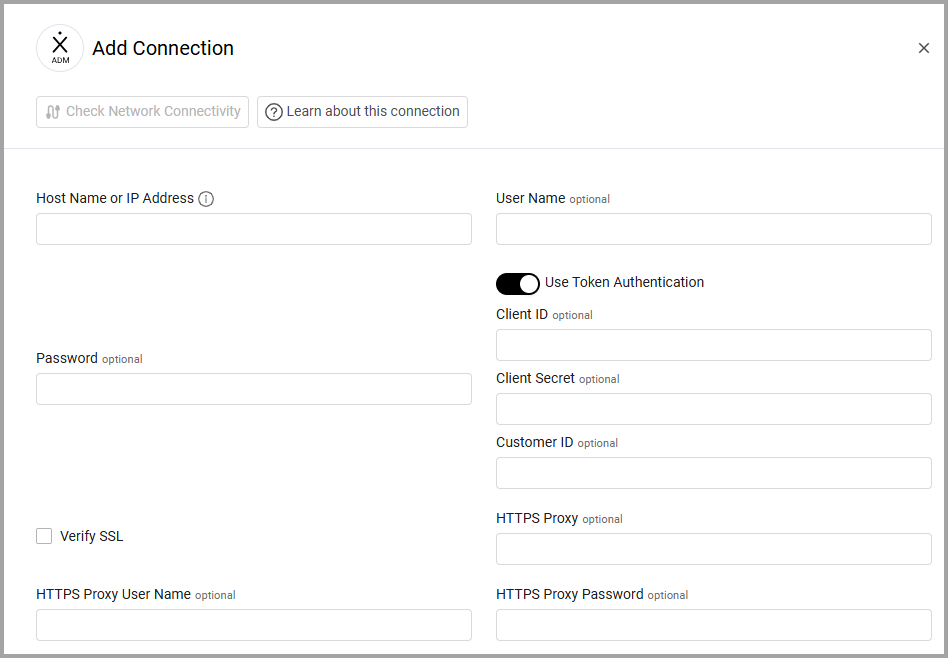 ADM
Add Connection
Check Network Connectivity
Learn about this connection
Host Name or IP Address
User Name optional
Use Token Authentication
Client ID optional
Password optional
Client Secret optional
Customer ID optional
HTTPS Proxy optional
Verify SSL
HTTPS Proxy User Name optional
HTTPS Proxy Password optional